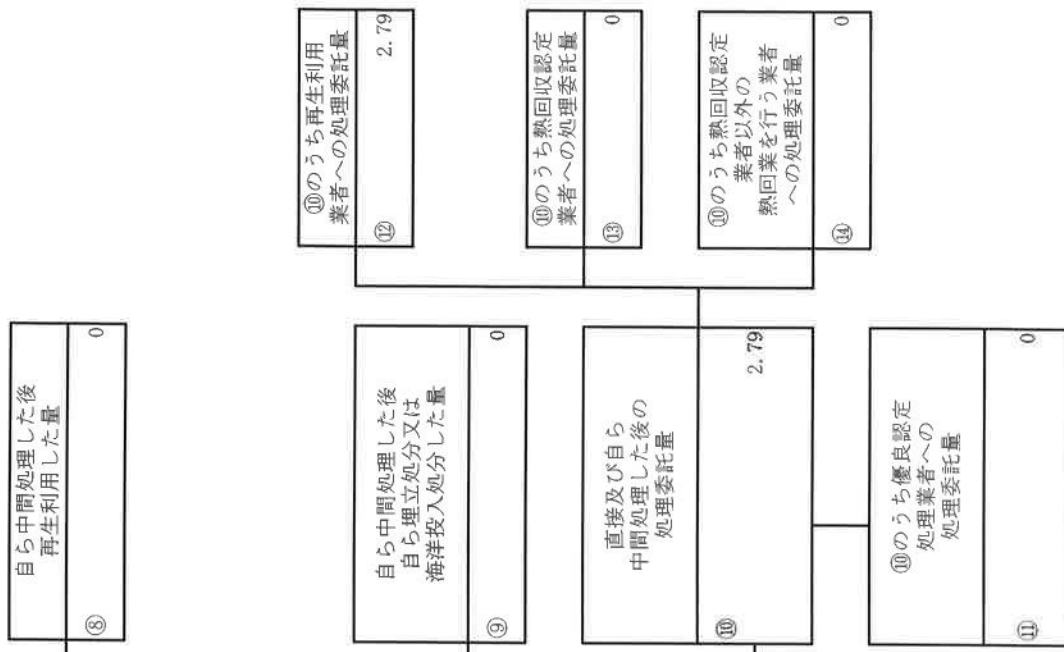 自ら中間処理した後
再生利用した量
⑧ 0
自ら中間処理した後
自ら埋立処分又は
海洋投入処分した量
⑨ 0
直接及び自ら
中間処理した後の
処理委託量
⑩ 2.79
⑩のうち優良認定
処理業者への
処理委託量
⑪ 0
⑩のうち再生利用
業者への処理委託量
⑫ 2.79
⑩のうち熱回収認定
業者への処理委託量
⑬ 0
⑩のうち熱回収認定
業者以外の
熱回業を行う業者
への処理委託量
⑭ 0